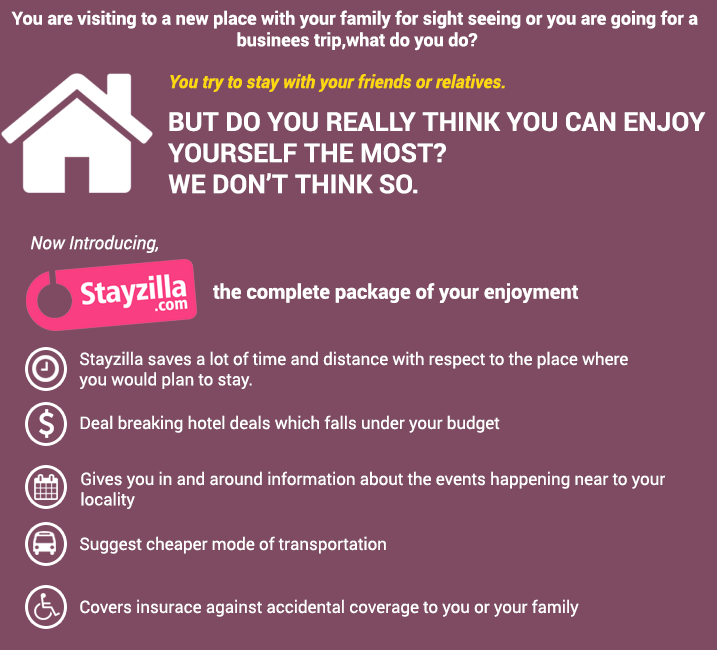 You are visiting to a new place with your family for sight seeing or you are going for a
businees trip,what do you do?
You try to stay with your friends or relatives.
BUT DO YOU REALLY THINK YOU CAN ENJOY
YOURSELF THE MOST?
WE DON'T THINK SO.
Now Introducing,
Stayzilla
.com
the complete package of your enjoyment
Stayzilla saves a lot of time and distance with respect to the place where
you would plan to stay.
Deal breaking hotel deals which falls under your budget
Gives you in and around information about the events happening near to your
locality
Suggest cheaper mode of transportation
Covers insurace against accidental coverage to you or your family